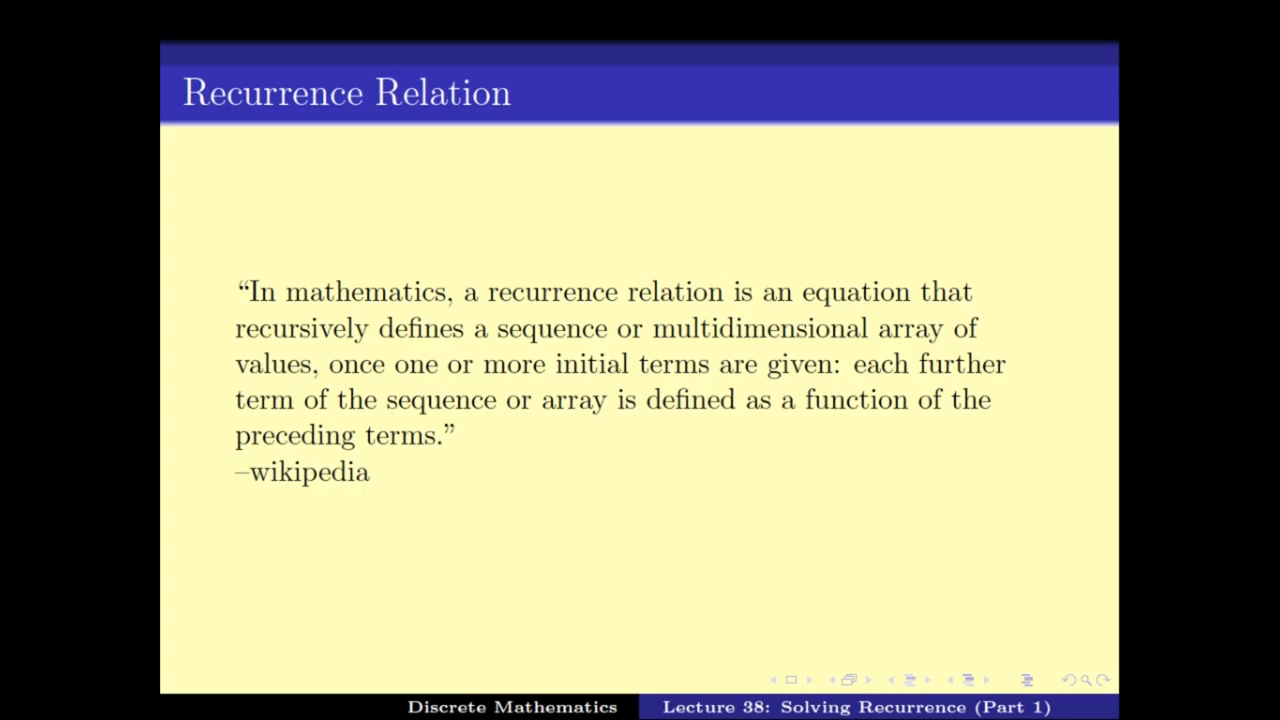 Recurrence Relation
“In mathematics, a recurrence relation is an equation that
recursively defines a sequence or multidimensional array of
values, once one or more initial terms are given: each further
term of the sequence or array is defined as a function of the
preceding terms.”
–wikipedia
Discrete Mathematics
Lecture 38: Solving Recurrence (Part 1)